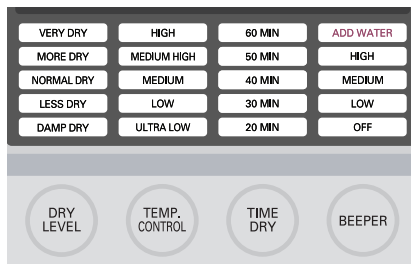 VERY DRY HIGH 60 MIN ADD WATER
MORE DRY MEDIUM HIGH 50 MIN HIGH
NORMAL DRY MEDIUM 40 MIN MEDIUM
LESS DRY LOW 30 MIN LOW
DAMP DRY ULTRA LOW 20 MIN OFF
DRY LEVEL
TEMP. CONTROL
TIME DRY
BEEPER